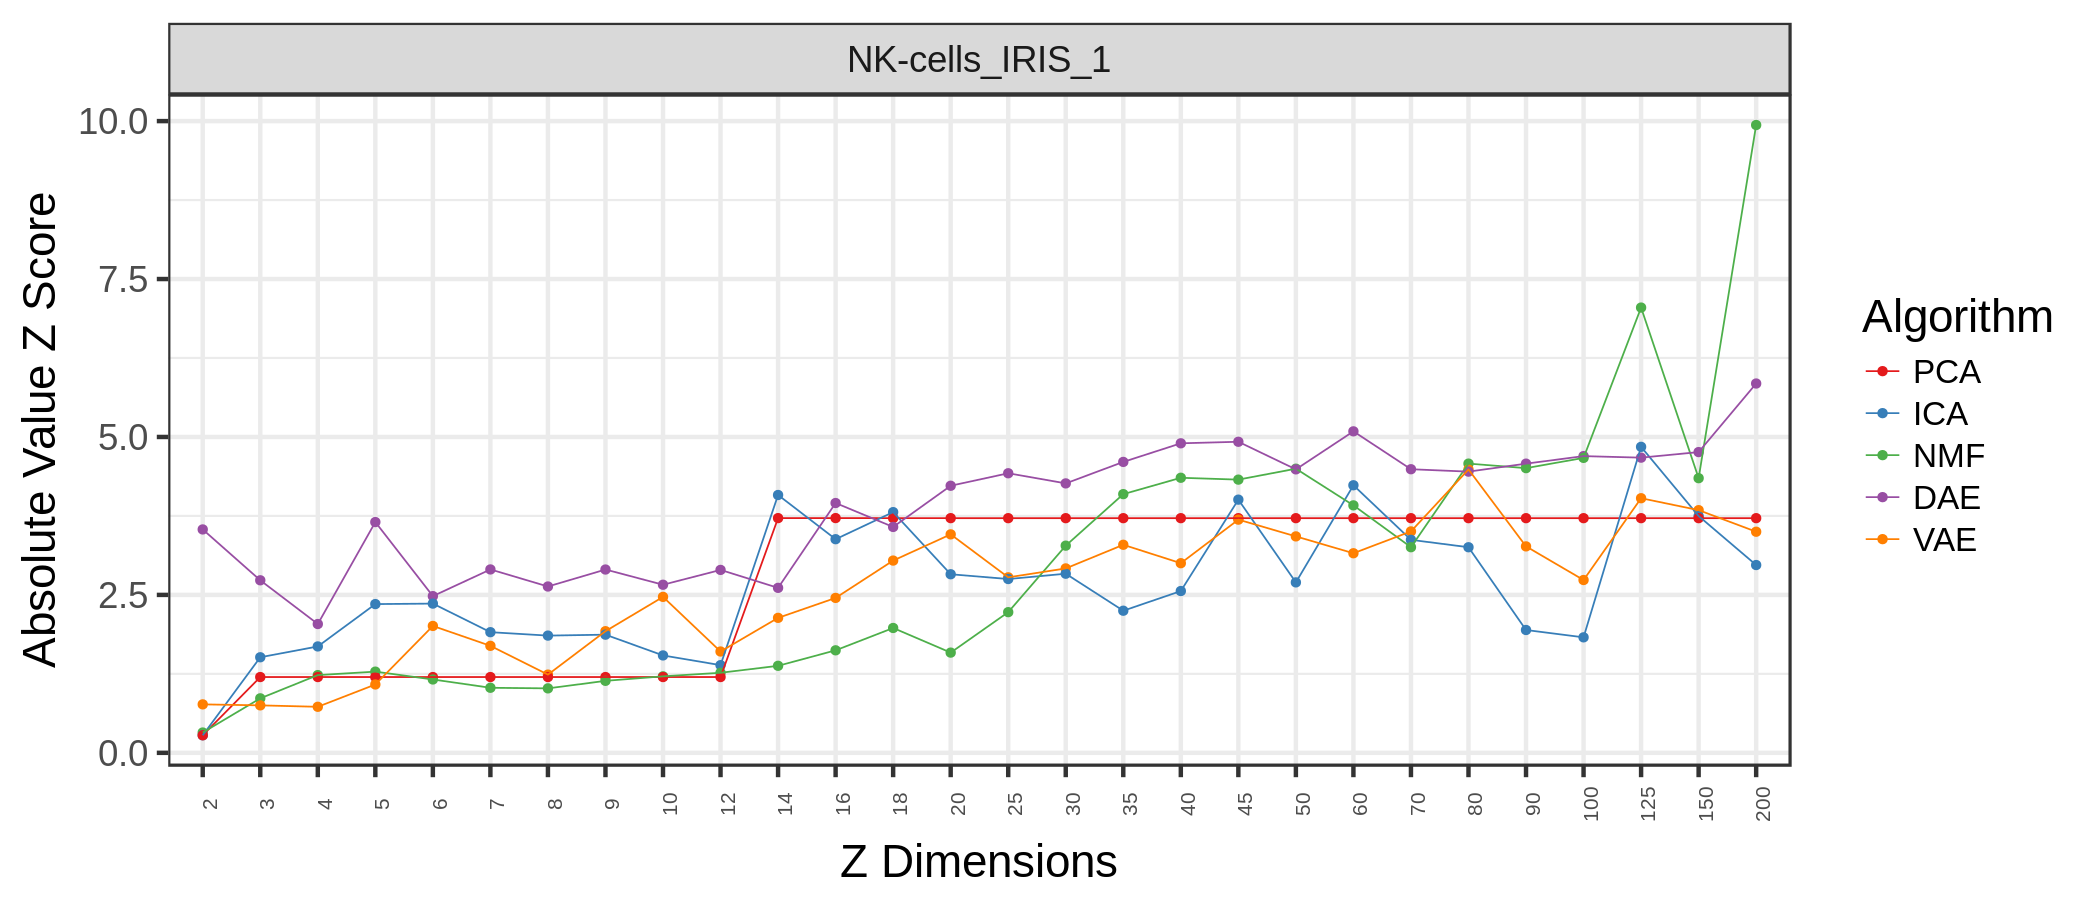 NK-cells_IRIS_1
Absolute Value Z Score
10.0
7.5
5.0
2.5
0.0
2 3 4 5 6 7 8 9 10 12 14 16 18 20 25 30 35 40 45 50 60 70 80 90 100 125 150 200
Z Dimensions
Algorithm
PCA
ICA
NMF
DAE
VAE